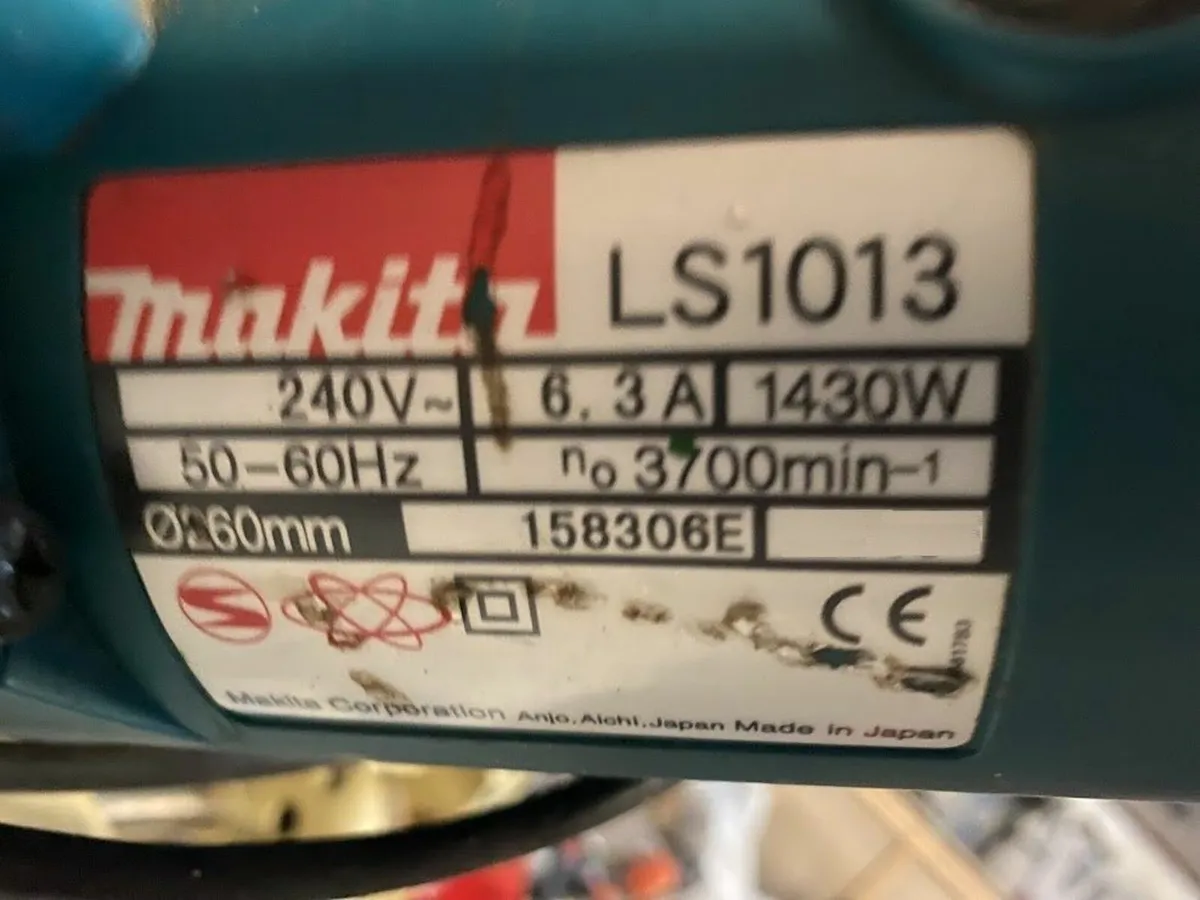 makita
LS1013
240V~ 6.3A 1430W
50-60Hz n₀ 3700min-1
Ø260mm 158306E
CE
Makita Corporation Anjo, Aichi, Japan Made in Japan